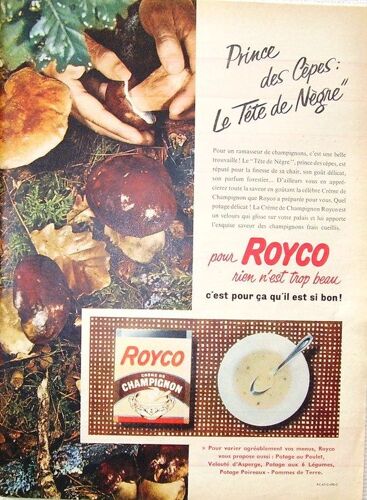 Prince
des Cèpes :
Le Tête de Nègre"
Pour un ramasseur de champignons, c'est une belle
trouvaille ! Le "Tête de Nègre", prince des cèpes, est
réputé pour la finesse de sa chair, son goût délicat,
son parfum forestier... D'ailleurs vous en appré-
cierez toute la saveur en goûtant la célèbre Crème de
Champignon que Royco a préparée pour vous. Quel
potage délicat ! La Crème de Champignon Royco est
un velours qui glisse sur votre palais et lui apporte
l'exquise saveur des champignons frais cueillis.
pour ROYCO
rien n'est trop beau
c'est pour ça qu'il est si bon !
ROYCO
CRÈME DE
CHAMPIGNON
Pour varier agréablement vos menus, Royco
vous propose aussi : Potage au Poulet,
Velouté d'Asperge, Potage aux 6 Légumes,
Potage Poireaux - Pommes de Terre.